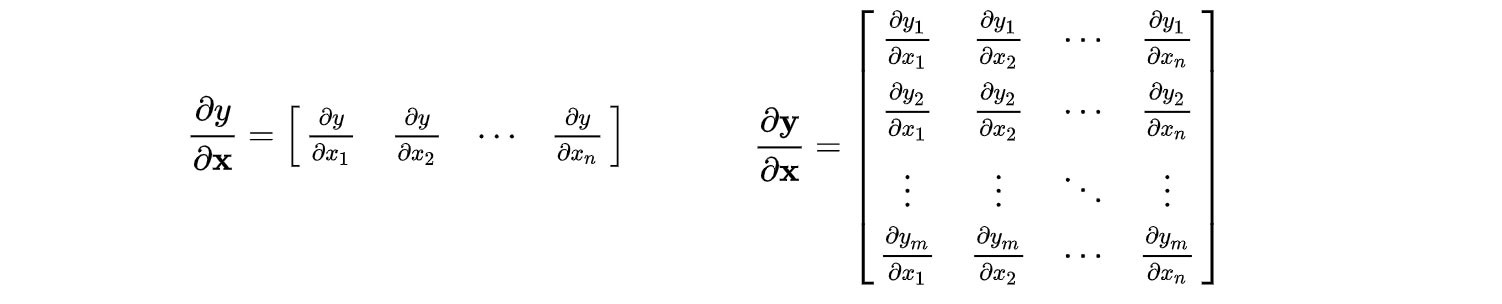 ∂y/∂𝐱 = [ ∂y/∂x₁ ∂y/∂x₂ ⋯ ∂y/∂xₙ ]
∂𝐲/∂𝐱 = [ ∂y₁/∂x₁ ∂y₁/∂x₂ ⋯ ∂y₁/∂xₙ
∂y₂/∂x₁ ∂y₂/∂x₂ ⋯ ∂y₂/∂xₙ
⋮ ⋮ ⋱ ⋮
∂yₘ/∂x₁ ∂yₘ/∂x₂ ⋯ ∂yₘ/∂xₙ ]